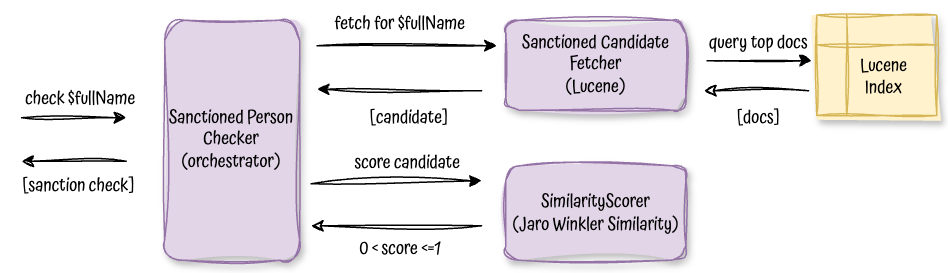 check $fullName
[sanction check]
Sanctioned Person
Checker
(orchestrator)
fetch for $fullName
[candidate]
score candidate
0 < score <=1
Sanctioned Candidate
Fetcher
(Lucene)
SimilarityScorer
(Jaro Winkler Similarity)
query top docs
[docs]
Lucene
Index